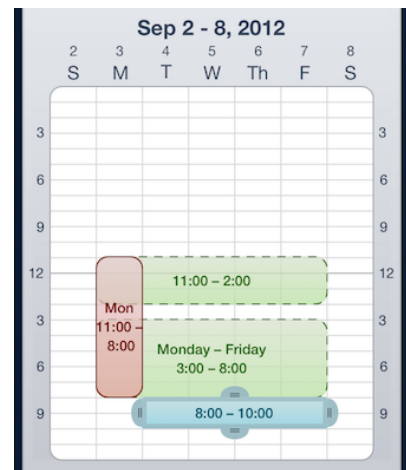 Sep 2 - 8, 2012
2 3 4 5 6 7 8
S M T W Th F S
3 3
6 6
9 9
12 11:00 – 2:00 12
Mon
11:00 –
8:00
3 3
Monday – Friday
3:00 – 8:00
6 6
9 8:00 – 10:00 9